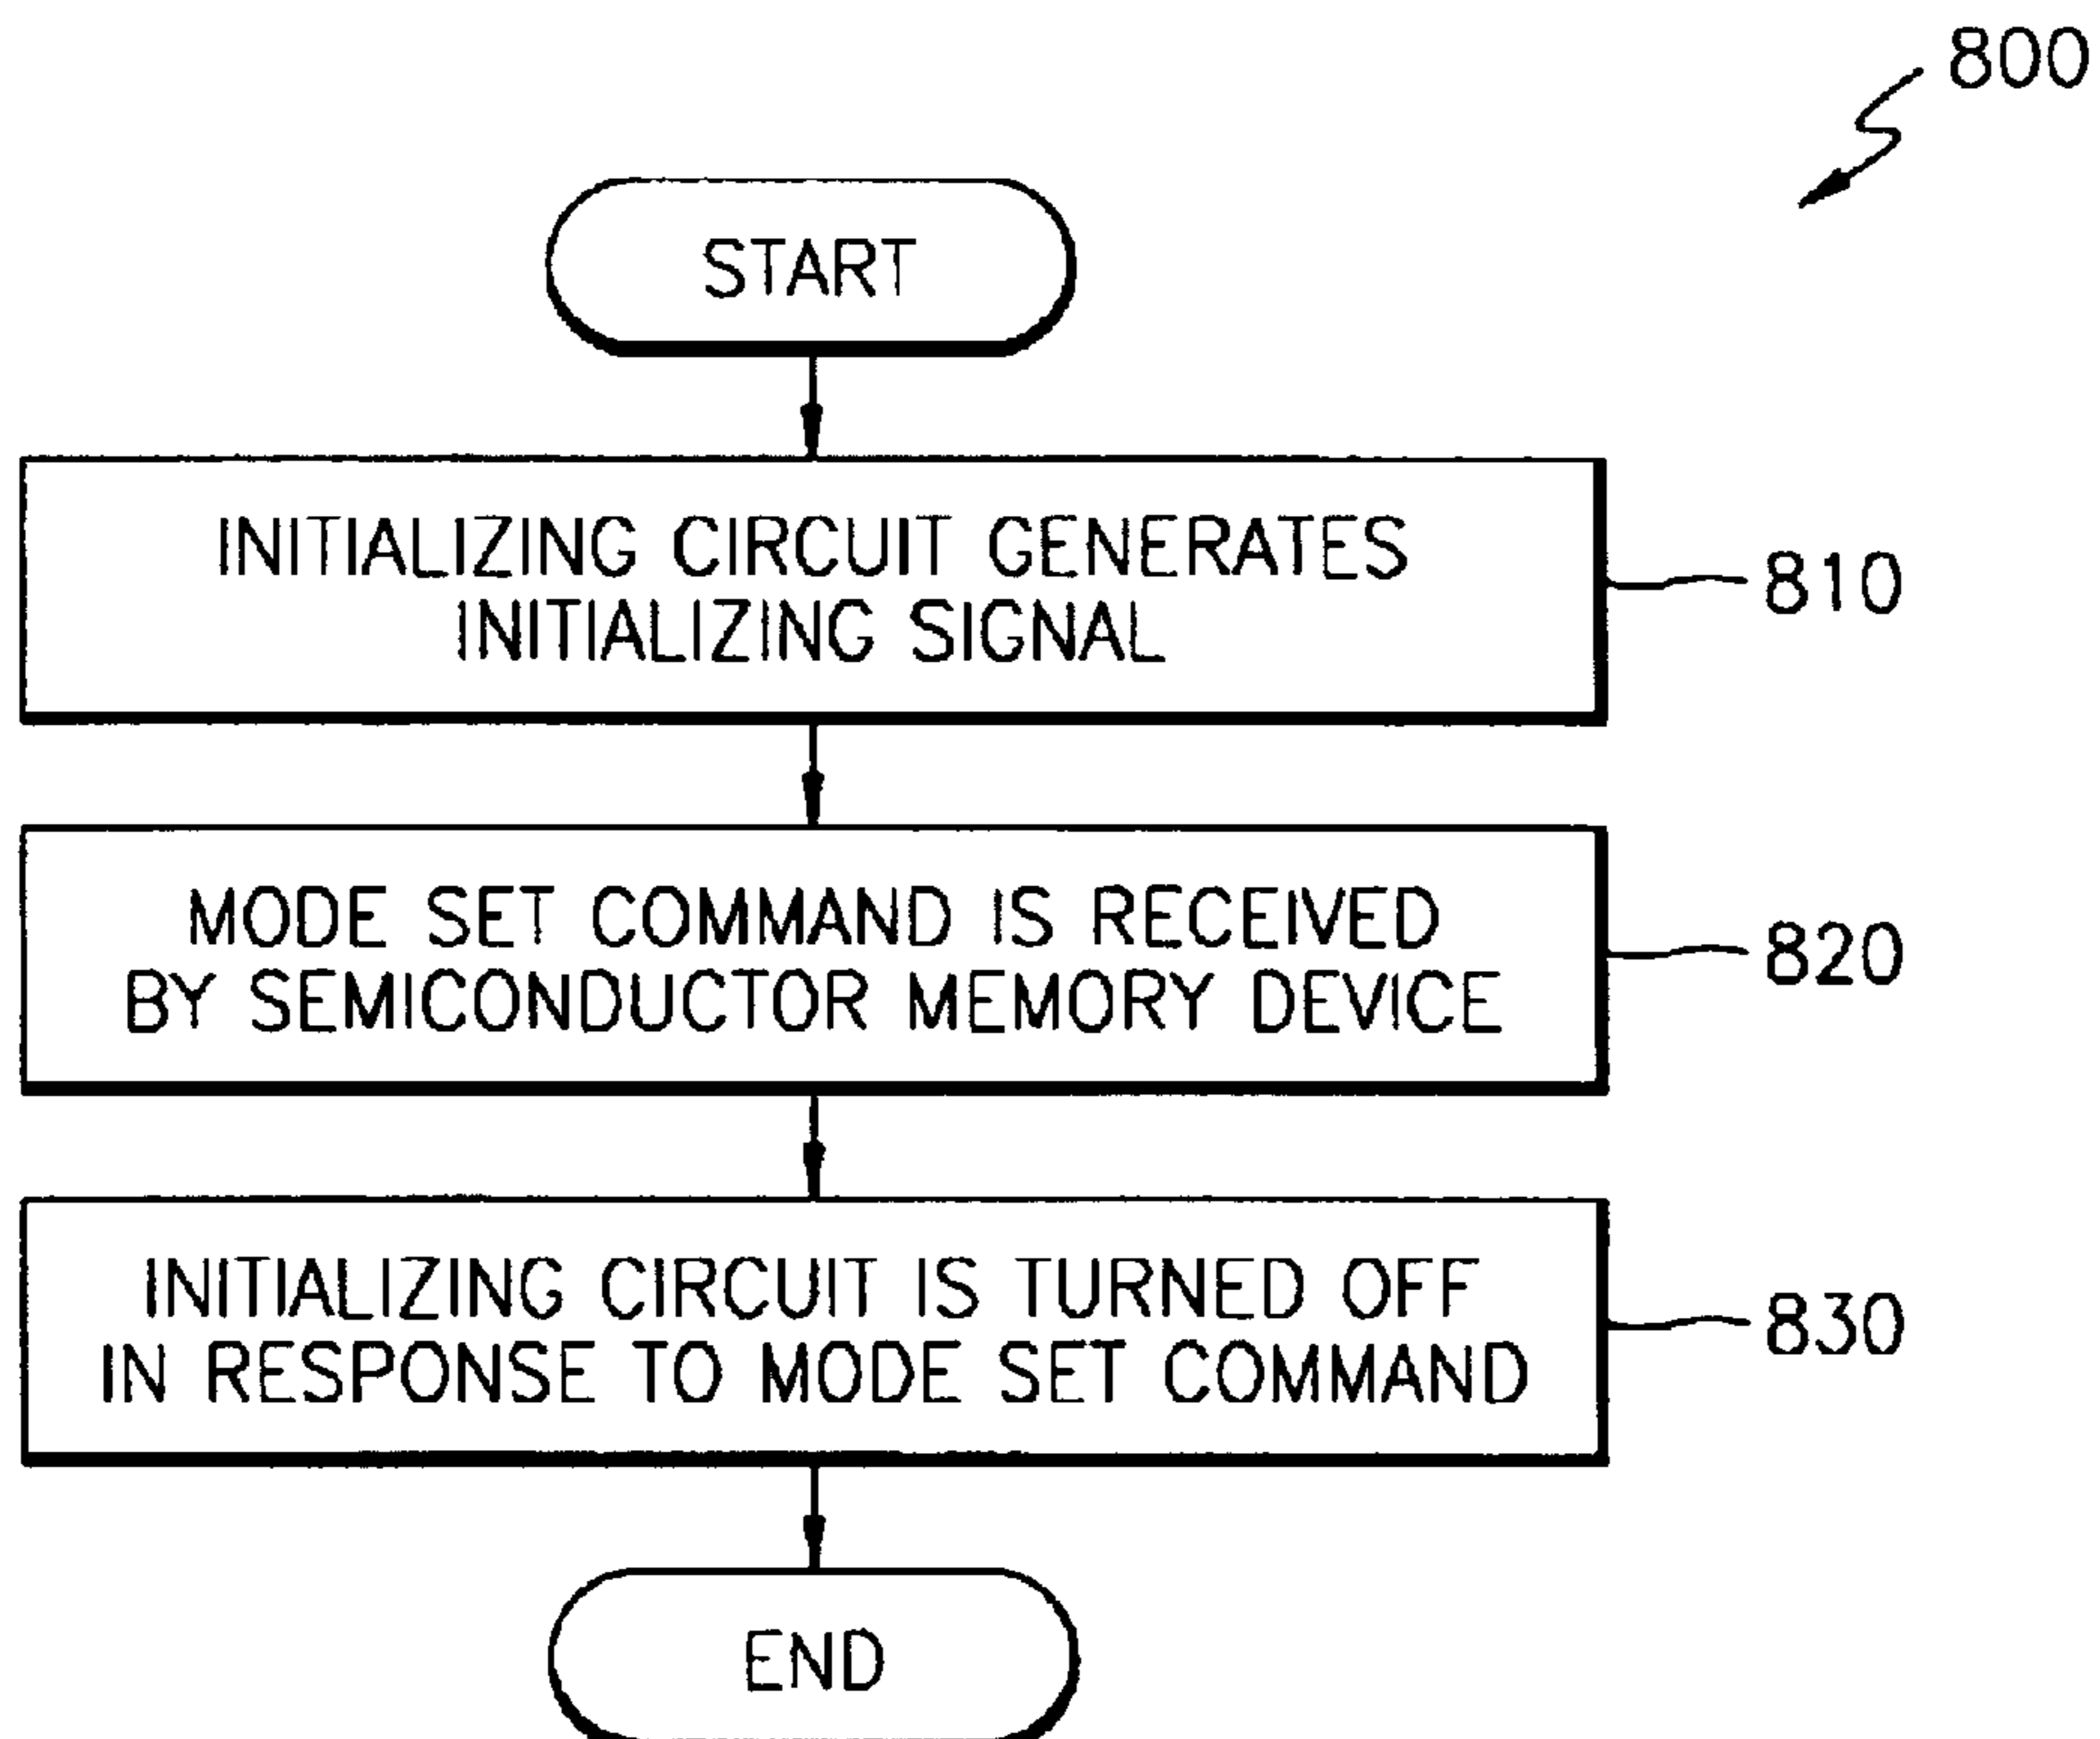 800
START
INITIALIZING CIRCUIT GENERATES
INITIALIZING SIGNAL
810
MODE SET COMMAND IS RECEIVED
BY SEMICONDUCTOR MEMORY DEVICE
820
INITIALIZING CIRCUIT IS TURNED OFF
IN RESPONSE TO MODE SET COMMAND
830
END